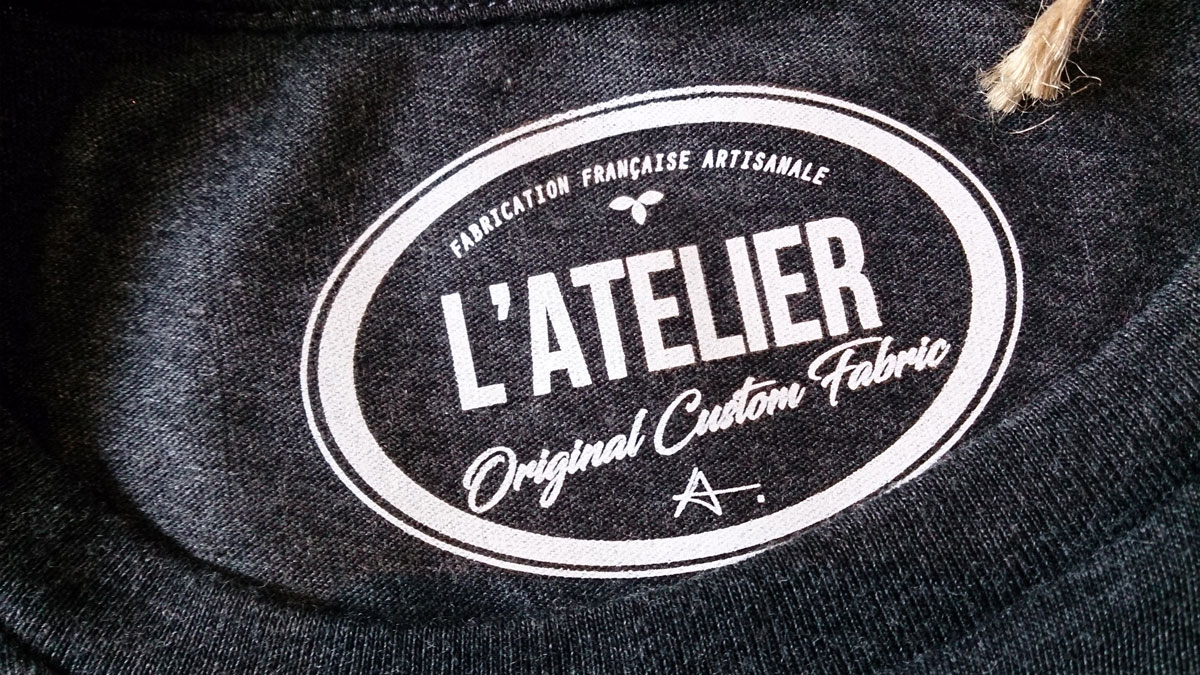 FABRICATION FRANÇAISE ARTISANALE
L'ATELIER
Original Custom Fabric
A.